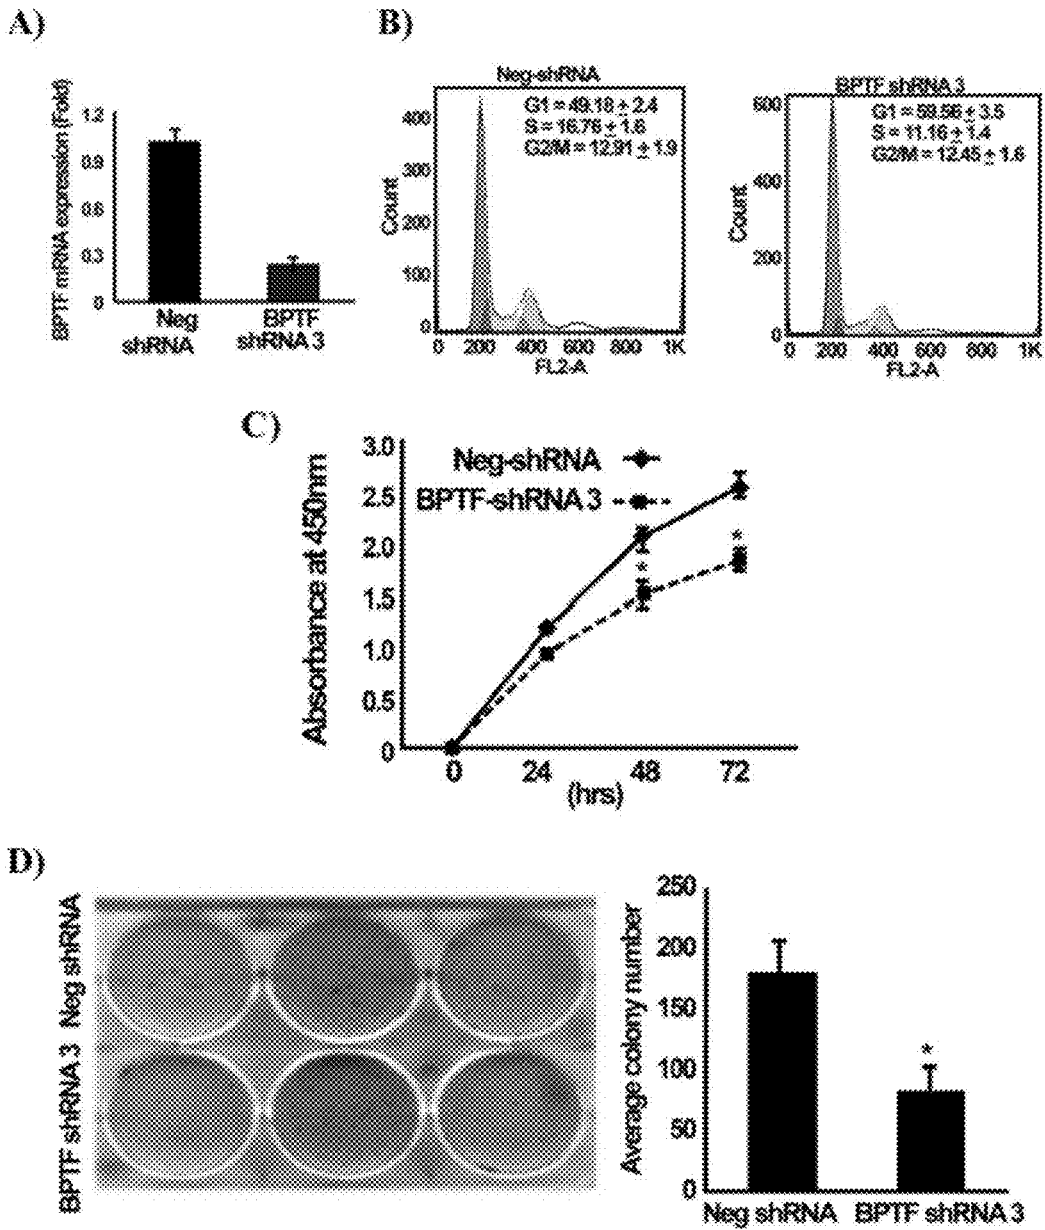 A)
BPTF mRNA expression (Fold)
1.2
0.9
0.6
0.3
0
Neg
shRNA
BPTF
shRNA 3
B)
Neg-shRNA
G1 = 49.18 ± 2.4
S = 16.76 ± 1.6
G2/M = 12.91 ± 1.9
Count
400
300
200
100
0
0 200 400 600 800 1K
FL2-A
BPTF shRNA 3
G1 = 59.56 ± 3.5
S = 11.16 ± 1.4
G2/M = 12.45 ± 1.6
Count
600
400
200
0
0 200 400 600 800 1K
FL2-A
C)
Absorbance at 450nm
3.0
2.5
2.0
1.5
1.0
0.5
0
Neg-shRNA
BPTF-shRNA 3
*
*
0 24 48 72
(hrs)
D)
Neg shRNA
BPTF shRNA 3
Average colony number
250
200
150
100
50
0
*
Neg shRNA BPTF shRNA 3